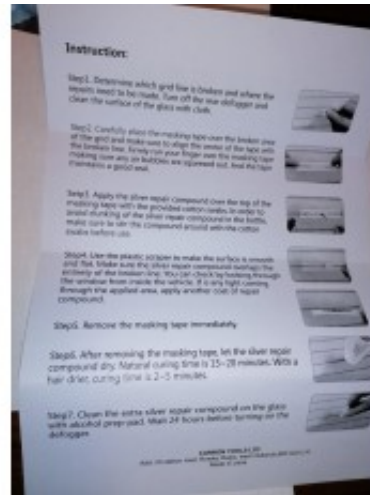 Instruction:
Step1. Determine which grid line is broken and where the
repairs need to be made. Turn off the rear defogger and
clean the surface of the glass with cloth.
Step2. Carefully place the masking tape over the broken area
of the grid and make sure to align the center of the tape with
the broken line. Firmly run your finger over the masking tape
making sure any air bubbles are squeezed out. And the tape
maintains a good seal.
Step3. Apply the silver repair compound over the top of the
masking tape with the provided cotton swabs. In order to
avoid of the silver repair compound in the bottle,
make sure to stir the compound around with the cotton
swabs before use.
Step4. Use the plastic scraper to make the surface is smooth
and flat. Make sure the silver repair compound overlaps the
entirety of the broken line. You can check by looking through
the window from inside the vehicle. If is any light coming
through the applied area, apply another coat of repair
compound.
Step5. Remove the masking tape immediately.
Step6. After removing the masking tape, let the silver repair
compound dry. Natural curing time is 15-20 minutes. With a
hair drier, curing time is 2-5 minutes.
Step7. Clean the extra silver repair compound on the glass
with alcohol prep pad. Wait 24 hours before turning on the
defogger.